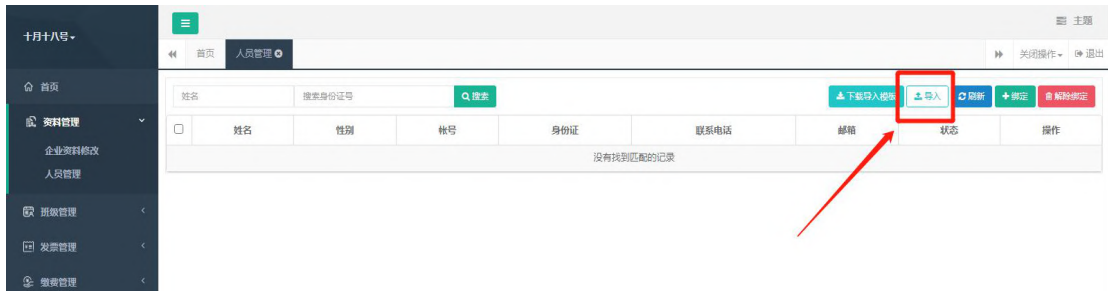 十月十八号
主题
首页 人员管理 关闭操作 退出
首页
姓名 搜索身份证号 搜索 下载导入模板 导入 刷新 绑定 解除绑定
资料管理
姓名 性别 帐号 身份证 联系电话 邮箱 状态 操作
企业资料修改
没有找到匹配的记录
人员管理
班级管理
发票管理
缴费管理